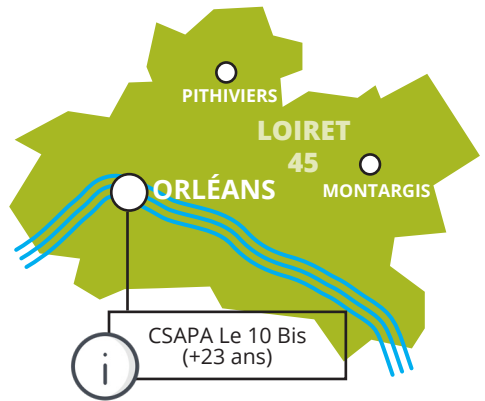 PITHIVIERS
LOIRET
45
MONTARGIS
ORLÉANS
CSAPA Le 10 Bis
(+23 ans)
i